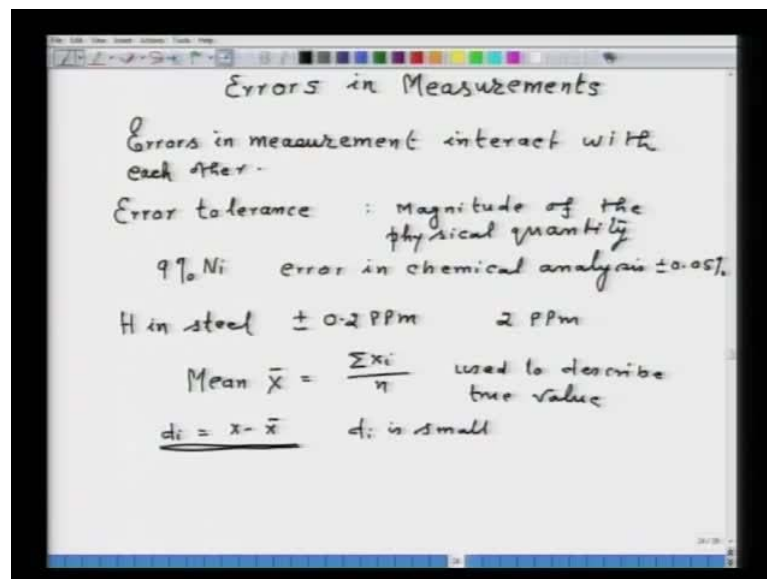 Errors in Measurements
Errors in measurement interact with
each other.
Error tolerance : Magnitude of the
physical quantity
9% Ni error in chemical analysis ±0.05%
H in steel ± 0.2 PPm 2 PPm
Mean x̄ = Σxi / n used to describe
true value
di = x - x̄ di is small